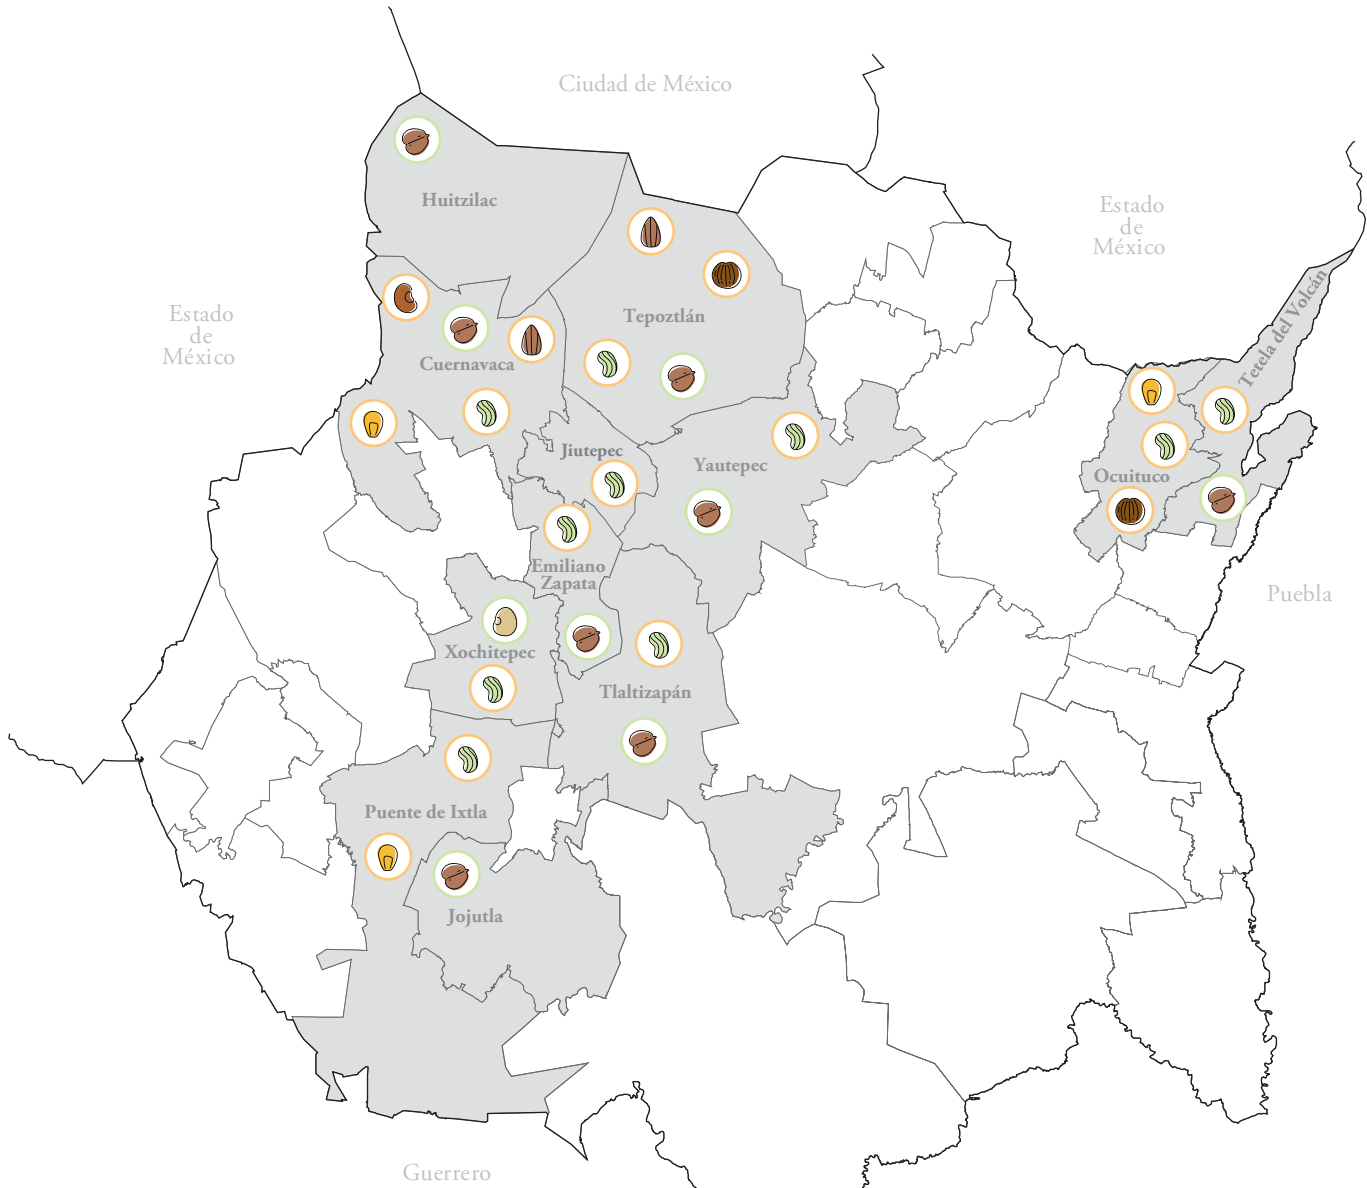 Ciudad de México
Huitzilac
Estado
de
México
Estado
de
México
Tetela del Volcán
Tepoztlán
Cuernavaca
Jiutepec
Yautepec
Ocuituco
Emiliano
Zapata
Puebla
Xochitepec
Tlaltizapán
Puente de Ixtla
Jojutla
Guerrero